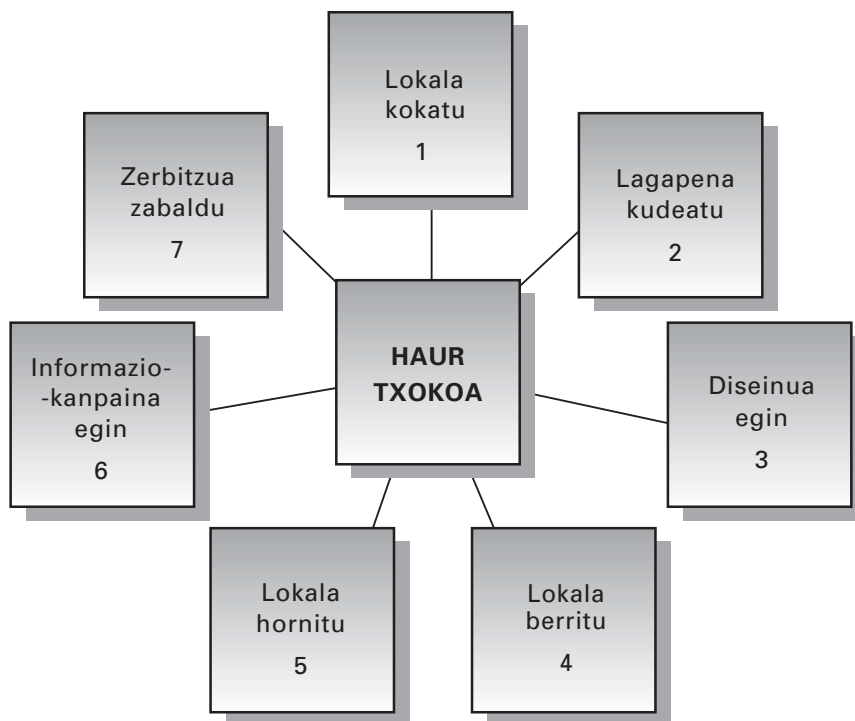 Lokala
kokatu
1
Lagapena
kudeatu
2
Diseinua
egin
3
Lokala
berritu
4
Lokala
hornitu
5
Informazio-
-kanpaina
egin
6
Zerbitzua
zabaldu
7
HAUR
TXOKOA